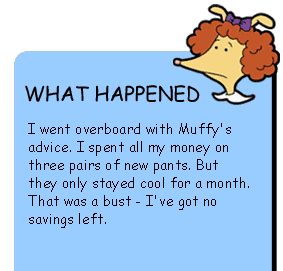 WHAT HAPPENED
I went overboard with Muffy's
advice. I spent all my money on
three pairs of new pants. But
they only stayed cool for a month.
That was a bust - I've got no
savings left.